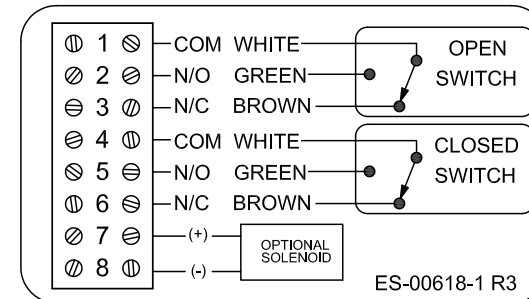 1 COM WHITE OPEN
2 N/O GREEN SWITCH
3 N/C BROWN
4 COM WHITE CLOSED
5 N/O GREEN SWITCH
6 N/C BROWN
7 (+) OPTIONAL
SOLENOID
8 (-)
ES-00618-1 R3